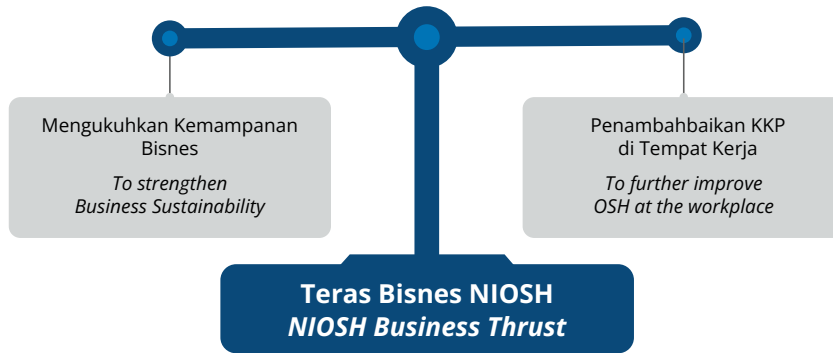 Mengukuhkan Kemampanan
Bisnes
To strengthen
Business Sustainability
Penambahbaikan KKP
di Tempat Kerja
To further improve
OSH at the workplace
Teras Bisnes NIOSH
NIOSH Business Thrust